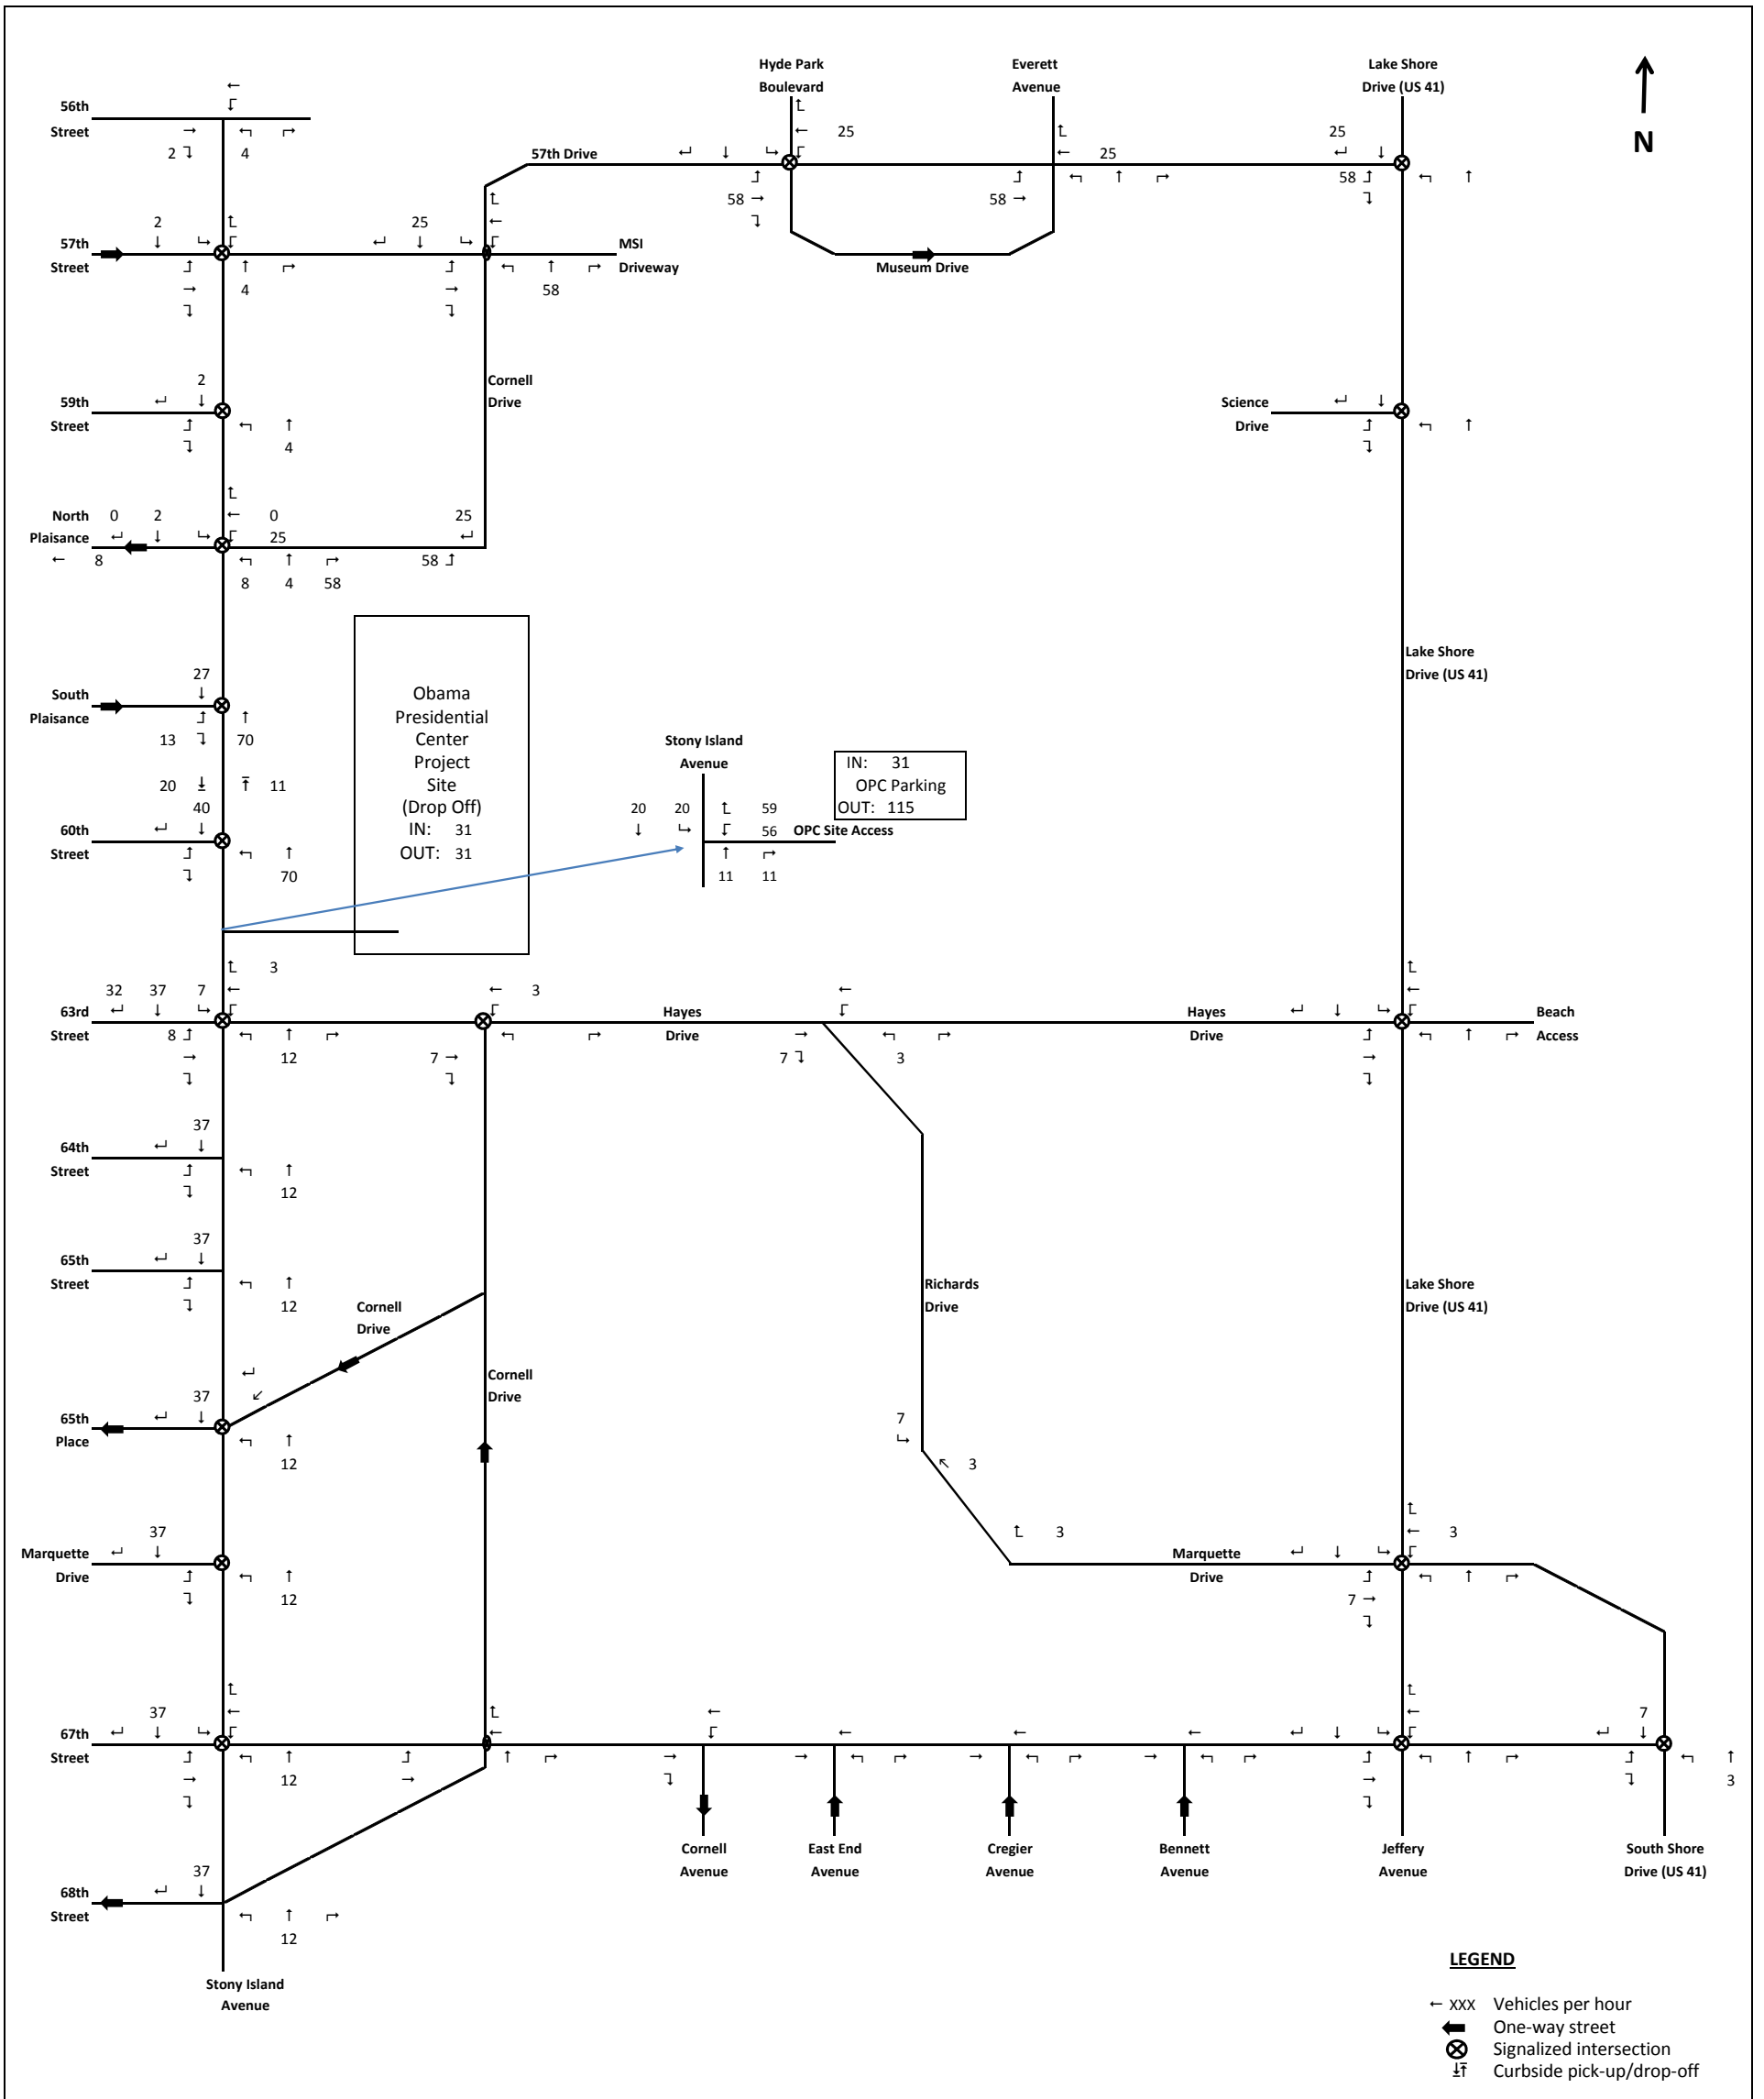 Hyde Park Everett Lake Shore
Boulevard Avenue Drive (US 41)
56th
Street
2 4
N
57th Drive
25 25 25
58 58 58
2 25
57th
Street
4 58
MSI
Driveway
Museum Drive
2
Cornell
Drive
59th
Street
4
Science
Drive
North 0 2 0 25
Plaisance 25
8 58
8 4 58
Obama
Presidential
Center
Project
Site
(Drop Off)
IN: 31
OUT: 31
Lake Shore
Drive (US 41)
27
South
Plaisance
13 70
20 11
40
60th
Street
70
Stony Island
Avenue
IN: 31
OPC Parking
OUT: 115
20 20 59
56 OPC Site Access
11 11
3
32 37 7 3
63rd
Street
Hayes
Drive
Hayes
Drive
Beach
Access
8
12 7 7 3
37
64th
Street
12
37
65th
Street
12
Cornell
Drive
Richards
Drive
Lake Shore
Drive (US 41)
Cornell
Drive
37
65th
Place
12
7
3
37
Marquette
Drive
12
3
Marquette
Drive
3
7
37
67th
Street
12
7
3
Cornell
Avenue
East End
Avenue
Cregier
Avenue
Bennett
Avenue
Jeffery
Avenue
South Shore
Drive (US 41)
37
68th
Street
12
Stony Island
Avenue
LEGEND
← XXX Vehicles per hour
One-way street
Signalized intersection
Curbside pick-up/drop-off